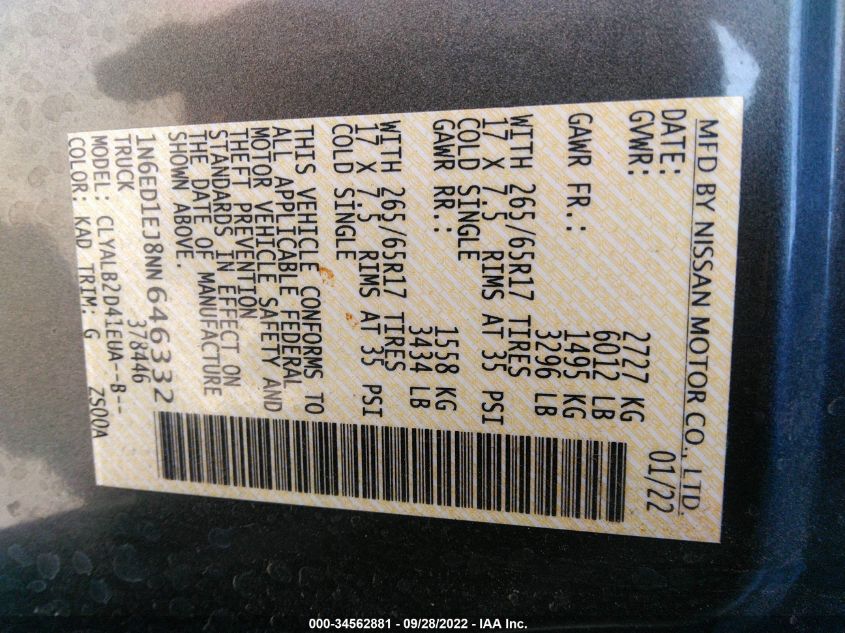 MFD BY NISSAN MOTOR CO., LTD
DATE: 01/22
GVWR: 2727 KG
6012 LB
GAWR FR.: 1495 KG
3296 LB
WITH 265/65R17 TIRES
17 X 7.5 RIMS AT 35 PSI
COLD SINGLE
GAWR RR.: 1558 KG
3434 LB
WITH 265/65R17 TIRES
17 X 7.5 RIMS AT 35 PSI
COLD SINGLE
THIS VEHICLE CONFORMS TO
ALL APPLICABLE FEDERAL
MOTOR VEHICLE SAFETY AND
THEFT PREVENTION
STANDARDS IN EFFECT ON
THE DATE OF MANUFACTURE
SHOWN ABOVE.
1N6ED1EJ8NN646332
TRUCK 378446
MODEL: CLYALB2D41EUA--B--
COLOR: KAD TRIM: G ZS00A
000-34562881 - 09/28/2022 - IAA Inc.